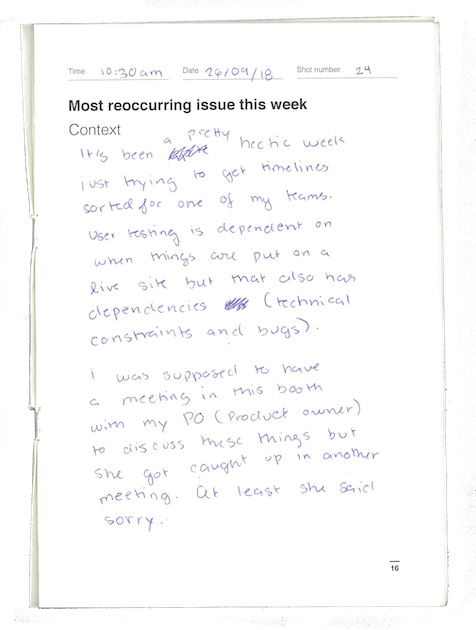 Time 10:30am Date 26/09/18 Shot number 24
Most reoccurring issue this week
Context
It's been a pretty hectic week
just trying to get timelines
sorted for one of my teams.
User testing is dependent on
when things are put on a
live site but that also has
dependencies (technical
constraints and bugs).
I was supposed to have
a meeting in this booth
with my PO (Product owner)
to discuss these things but
she got caught up in another
meeting. At least she said
sorry.
16